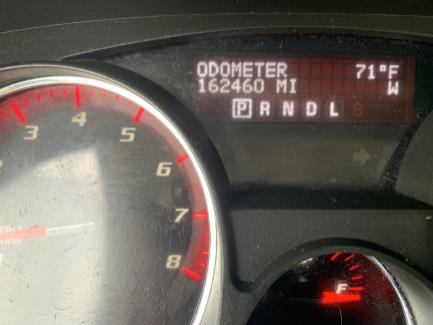 ODOMETER 71°F
162460 MI W
P R N D L
3 4 5 6 7 8
F